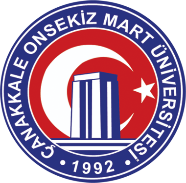 ÇANAKKALE ONSEKİZ MART ÜNİVERSİTESİ
• 1992 •